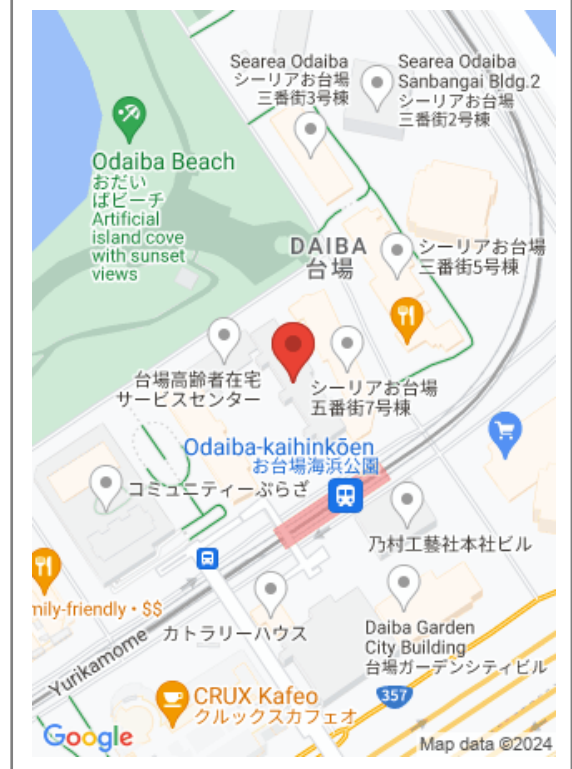 Searea Odaiba
シーリアお台場
三番街3号棟
Searea Odaiba
Sanbangai Bldg.2
シーリアお台場
三番街2号棟
Odaiba Beach
おだい
ばビーチ
Artificial
island cove
with sunset
views
DAIBA
台場
シーリアお台場
三番街5号棟
台場高齢者在宅
サービスセンター
シーリアお台場
五番街7号棟
Odaiba-kaihinkōen
お台場海浜公園
コミュニティーぷらざ
乃村工藝社本社ビル
mily-friendly • $$
カトラリーハウス
Daiba Garden
City Building
台場ガーデンシティビル
Yurikamome
CRUX Kafeo
クルックスカフェオ
357
Google
Map data ©2024